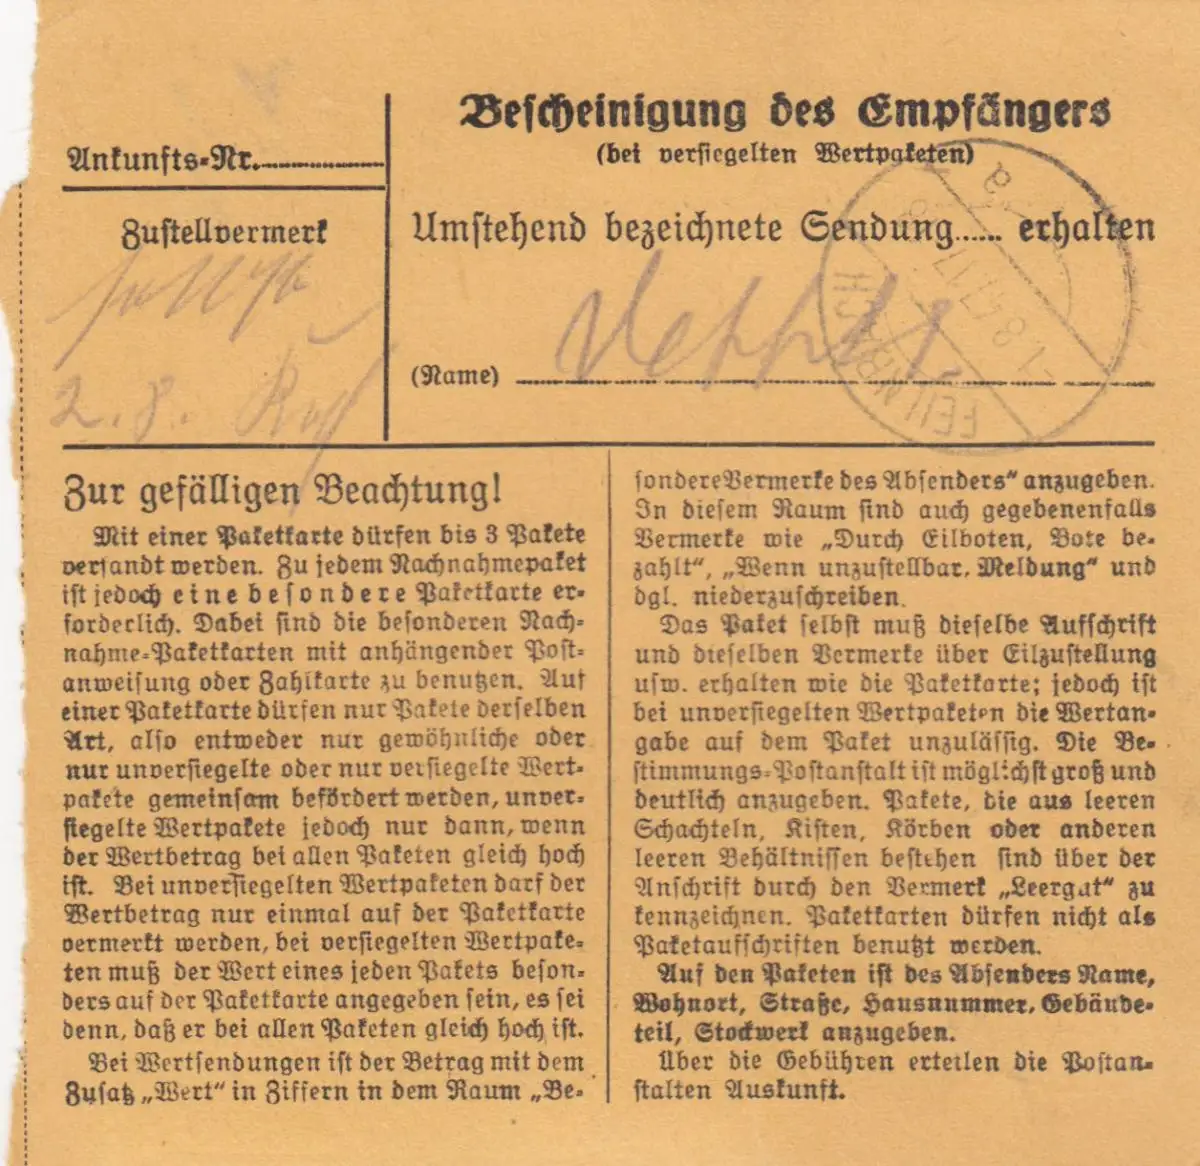 Ankunfts-Nr.
Zustellvermerk
2. 8.
Bescheinigung des Empfängers
(bei versiegelten Wertpaketen)
Umstehend bezeichnete Sendung...... erhalten
(Name)
a
1.8.
FEILNBACH
Zur gefälligen Beachtung!
Mit einer Paketkarte dürfen bis 3 Pakete
versandt werden. Zu jedem Nachnahmepaket
ist jedoch eine besondere Paketkarte er-
forderlich. Dabei sind die besonderen Nach-
nahme-Paketkarten mit anhängender Post-
anweisung oder Zahlkarte zu benutzen. Auf
einer Paketkarte dürfen nur Pakete derselben
Art, also entweder nur gewöhnliche oder
nur unversiegelte oder nur versiegelte Wert-
pakete gemeinsam befördert werden, unver-
siegelte Wertpakete jedoch nur dann, wenn
der Wertbetrag bei allen Paketen gleich hoch
ist. Bei unversiegelten Wertpaketen darf der
Wertbetrag nur einmal auf der Paketkarte
vermerkt werden, bei versiegelten Wertpake-
ten muß der Wert eines jeden Pakets beson-
ders auf der Paketkarte angegeben sein, es sei
denn, daß er bei allen Paketen gleich hoch ist.
Bei Wertsendungen ist der Betrag mit dem
Zusatz „Wert“ in Ziffern in dem Raum „Be-
sondere Vermerke des Absenders“ anzugeben.
In diesem Raum sind auch gegebenenfalls
Vermerke wie „Durch Eilboten, Bote be-
zahlt“, „Wenn unzustellbar, Meldung“ und
dgl. niederzuschreiben.
Das Paket selbst muß dieselbe Aufschrift
und dieselben Vermerke über Eilzustellung
usw. erhalten wie die Paketkarte; jedoch ist
bei unversiegelten Wertpaketen die Wertan-
gabe auf dem Paket unzulässig. Die Be-
stimmungs-Postanstalt ist möglichst groß und
deutlich anzugeben. Pakete, die aus leeren
Schachteln, Kisten, Körben oder anderen
leeren Behältnissen bestehen sind über der
Anschrift durch den Vermerk „Leergut“ zu
kennzeichnen. Paketkarten dürfen nicht als
Paketaufschriften benutzt werden.
Auf den Paketen ist des Absenders Name,
Wohnort, Straße, Hausnummer, Gebäude-
teil, Stockwerk anzugeben.
Über die Gebühren erteilen die Postan-
stalten Auskunft.